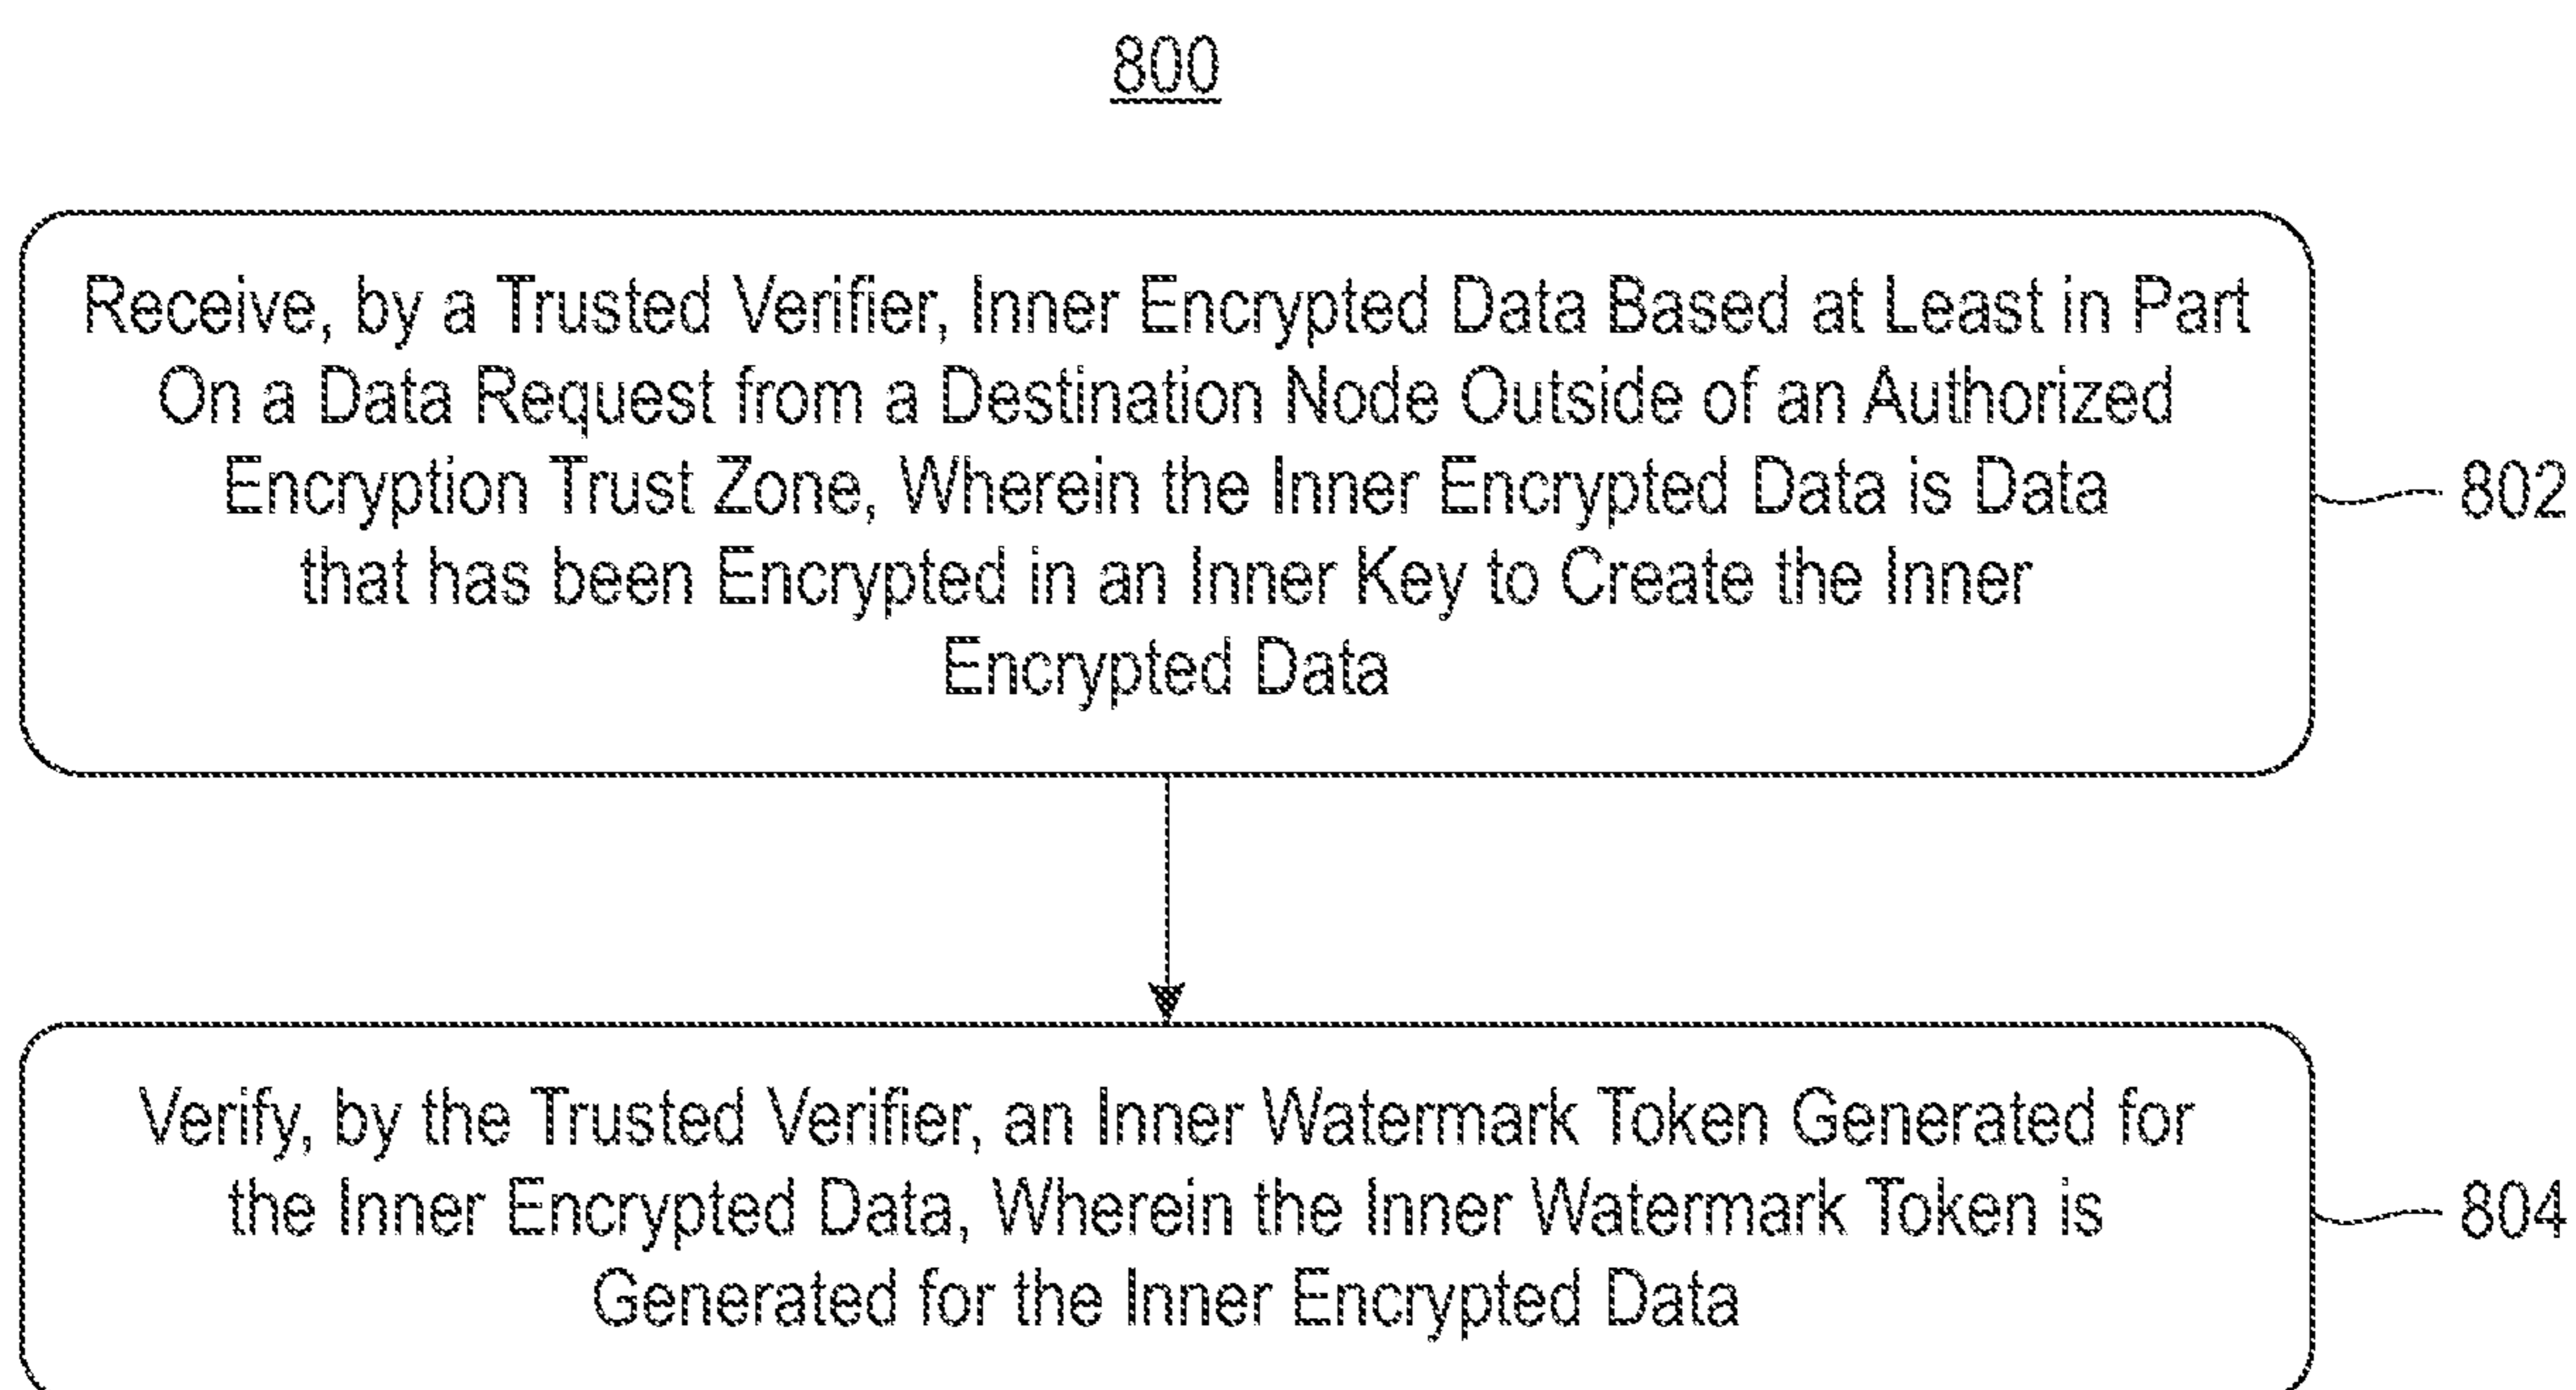 800
Receive, by a Trusted Verifier, Inner Encrypted Data Based at Least in Part
On a Data Request from a Destination Node Outside of an Authorized
Encryption Trust Zone, Wherein the Inner Encrypted Data is Data
that has been Encrypted in an Inner Key to Create the Inner
Encrypted Data
802
Verify, by the Trusted Verifier, an Inner Watermark Token Generated for
the Inner Encrypted Data, Wherein the Inner Watermark Token is
Generated for the Inner Encrypted Data
804